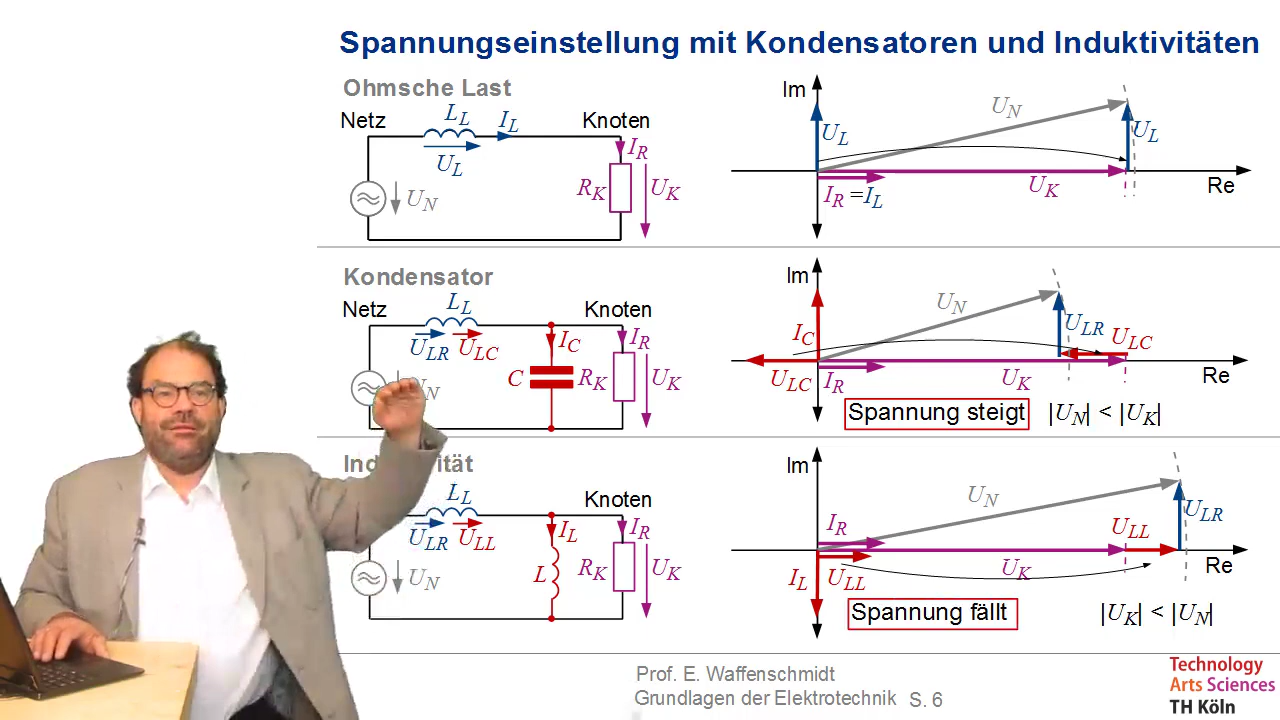 Spannungseinstellung mit Kondensatoren und Induktivitäten
Ohmsche Last
Netz
L_L
I_L
Knoten
U_L
I_R
R_K
U_K
U_N
Im
U_L
U_N
U_L
U_K
Re
I_R = I_L
Kondensator
Netz
L_L
Knoten
U_LR
U_LC
I_C
I_R
C
R_K
U_K
U_N
Im
I_C
U_N
U_LR
U_LC
U_LC
I_R
U_K
Re
Spannung steigt
|U_N| < |U_K|
Ind tität
L_L
Knoten
U_LR
U_LL
I_L
I_R
L
R_K
U_K
U_N
Im
I_R
U_N
U_LR
U_LL
I_L
U_LL
U_K
Re
Spannung fällt
|U_K| < |U_N|
Prof. E. Waffenschmidt
Grundlagen der Elektrotechnik S. 6
Technology
Arts Sciences
TH Köln